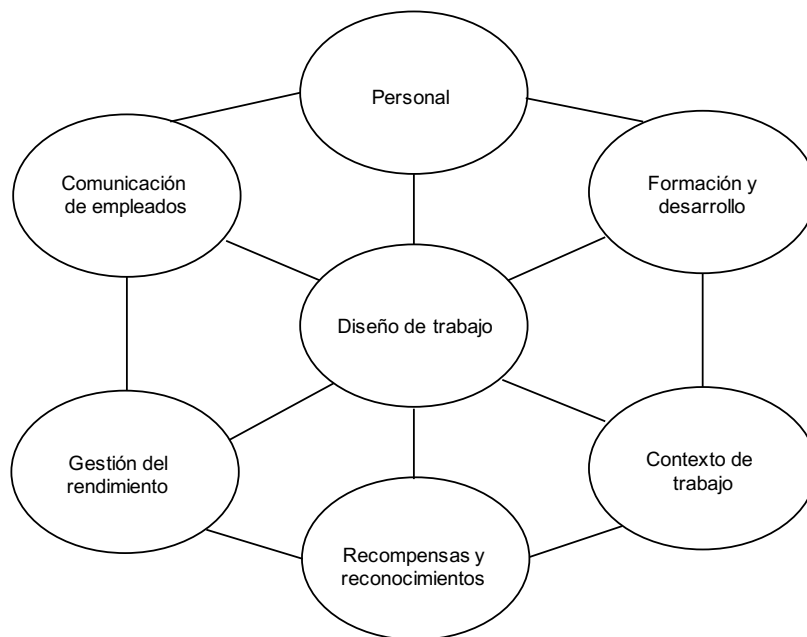 Personal
Comunicación
de empleados
Formación y
desarrollo
Diseño de trabajo
Gestión del
rendimiento
Contexto de
trabajo
Recompensas y
reconocimientos